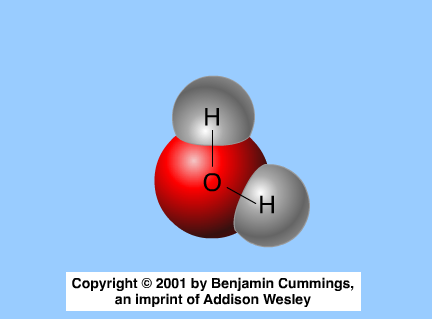 H
O
H
Copyright © 2001 by Benjamin Cummings,
an imprint of Addison Wesley